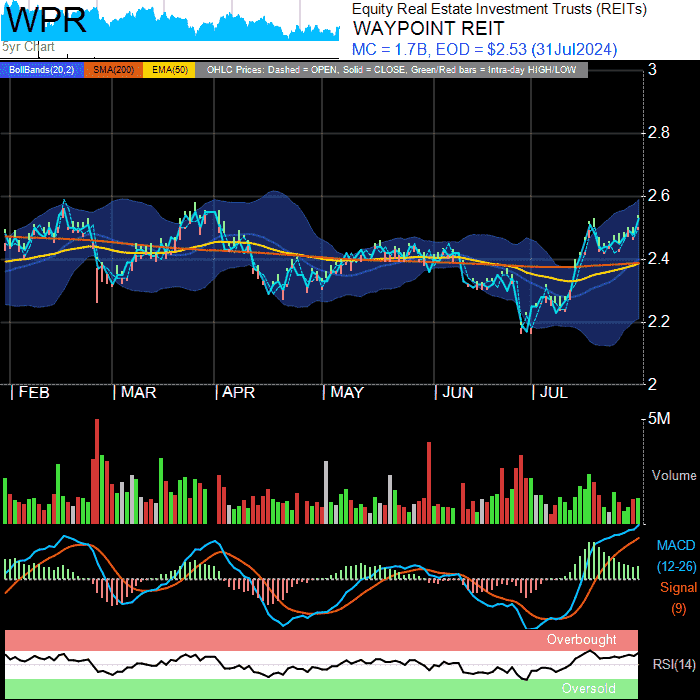 WPR
5yr Chart
Equity Real Estate Investment Trusts (REITs)
WAYPOINT REIT
MC = 1.7B, EOD = $2.53 (31Jul2024)
BollBands(20,2) SMA(200) EMA(50) OHLC Prices: Dashed = OPEN, Solid = CLOSE, Green/Red bars = Intra-day HIGH/LOW
3
2.8
2.6
2.4
2.2
2
FEB MAR APR MAY JUN JUL
5M
Volume
MACD
(12-26)
Signal
(9)
Overbought
RSI(14)
Oversold